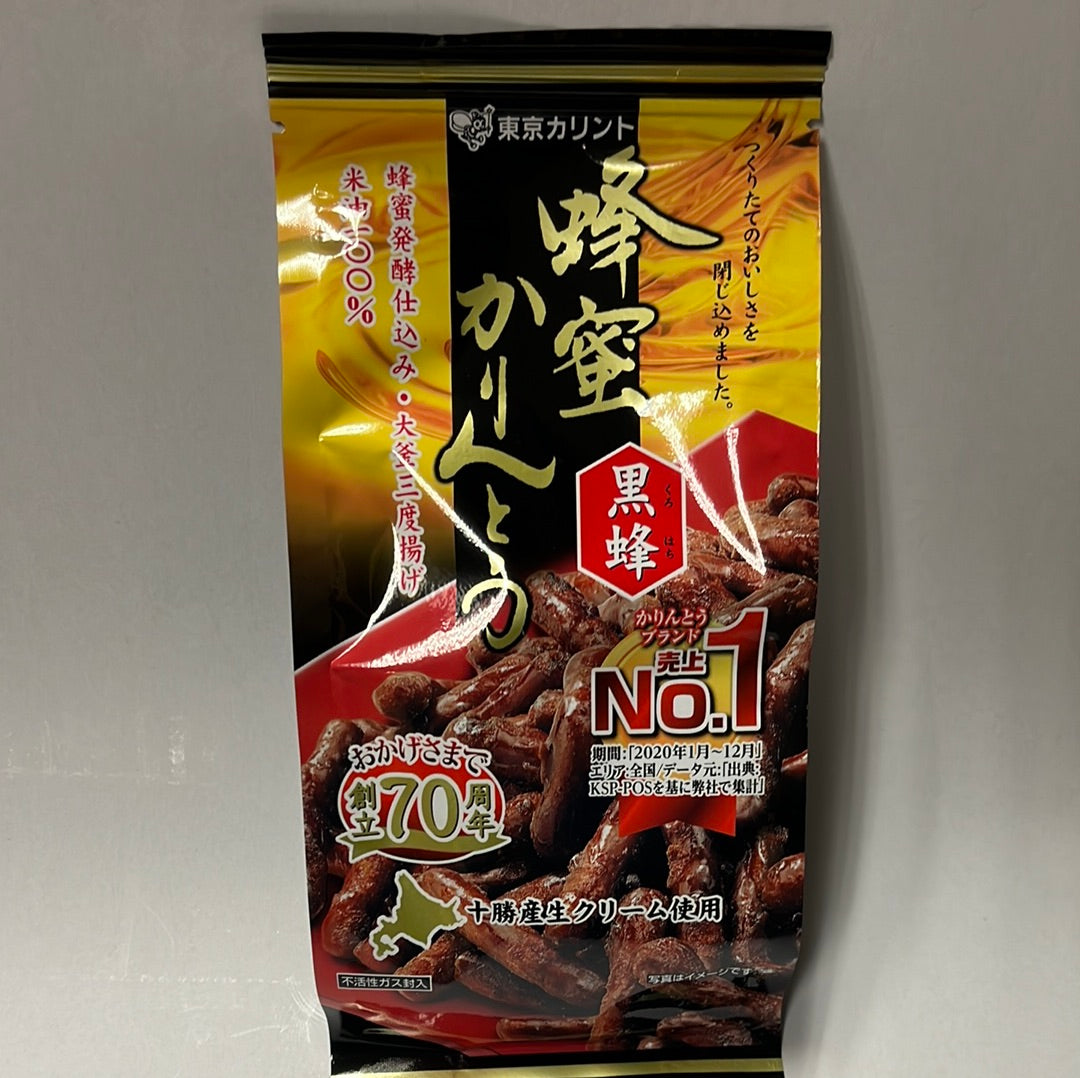 東京カリント
つくりたてのおいしさを
閉じ込めました。
蜂蜜
かりんとう
蜂蜜発酵仕込み・大釜三度揚げ
米油一〇〇%
黒蜂
くろ はち
かりんとう
ブランド
売上
No.1
期間:「2020年1月～12月」
エリア:全国/データ元:「出典:
KSP-POSを基に弊社で集計」
おかげさまで
創立70周年
十勝産生クリーム使用
不活性ガス封入
写真はイメージです